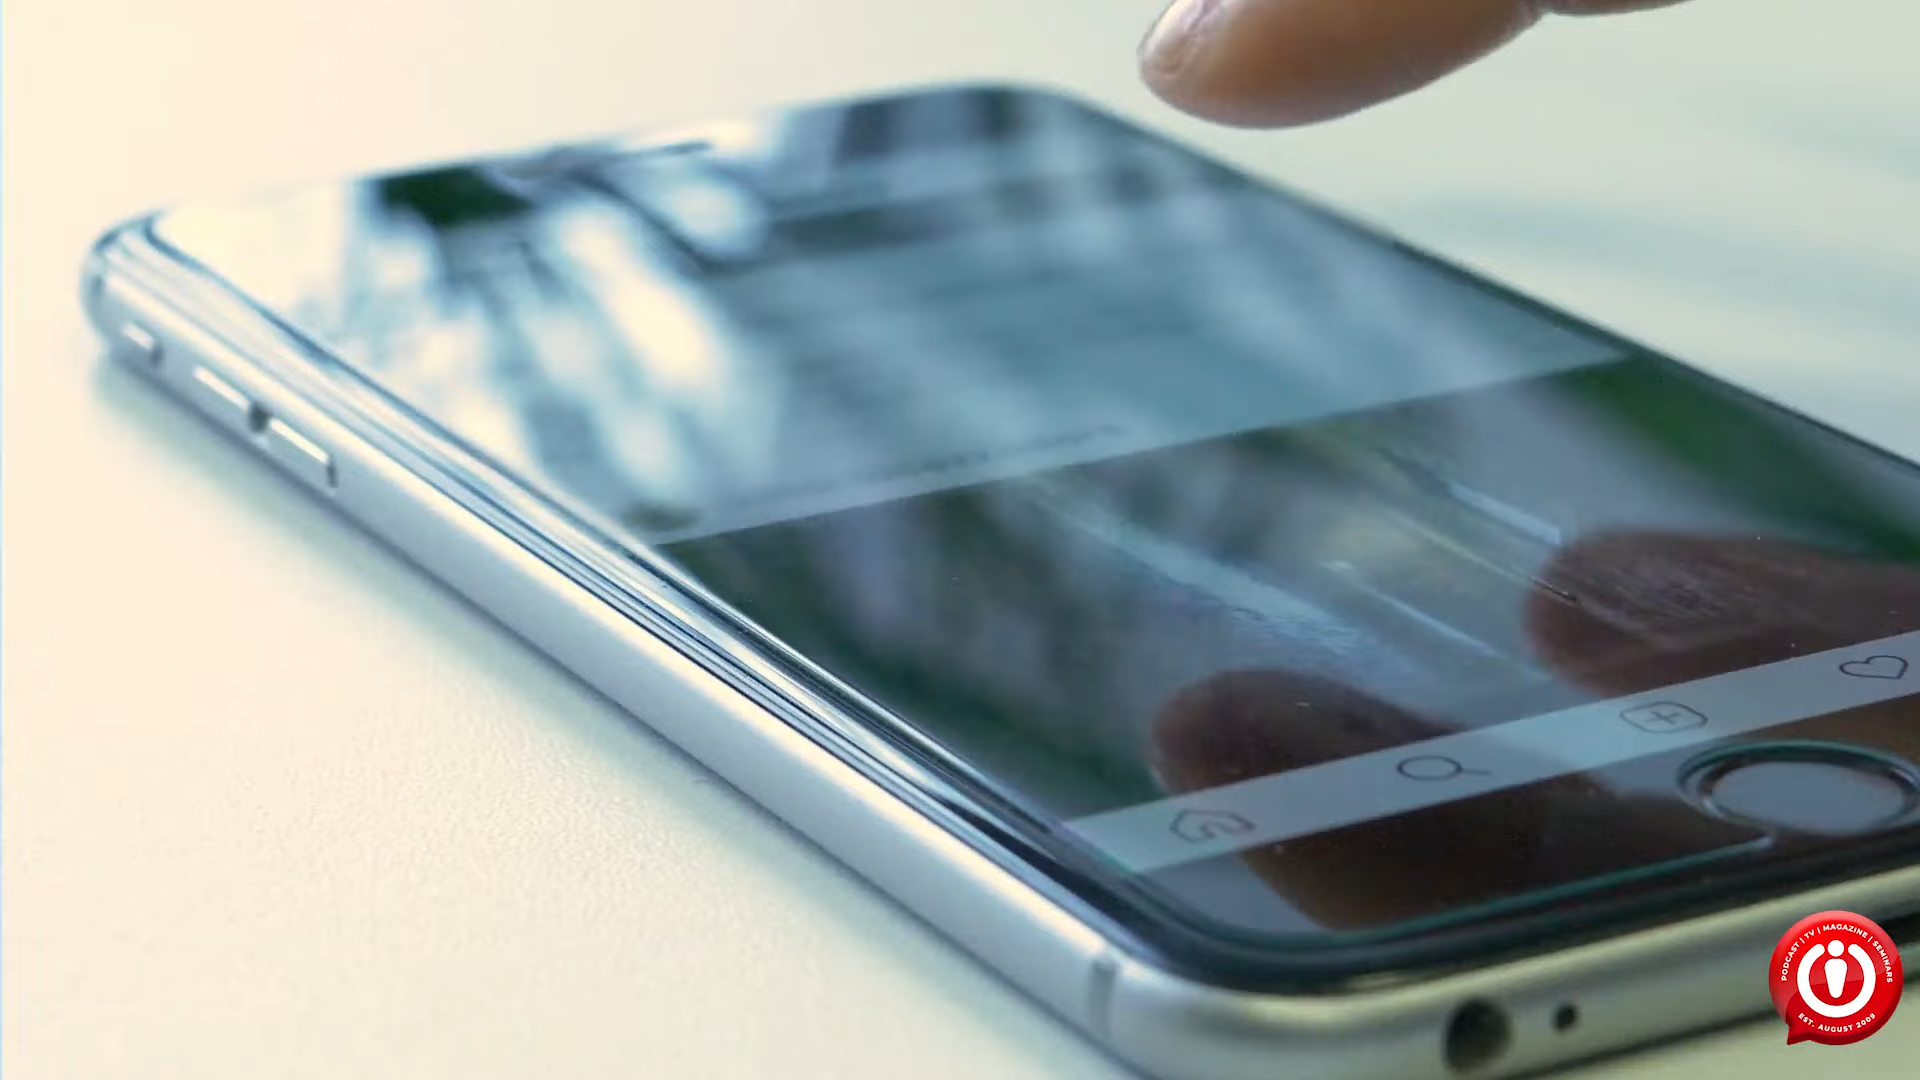 PODCAST | TV | MAGAZINE | SEMINARS
EST. AUGUST 2009